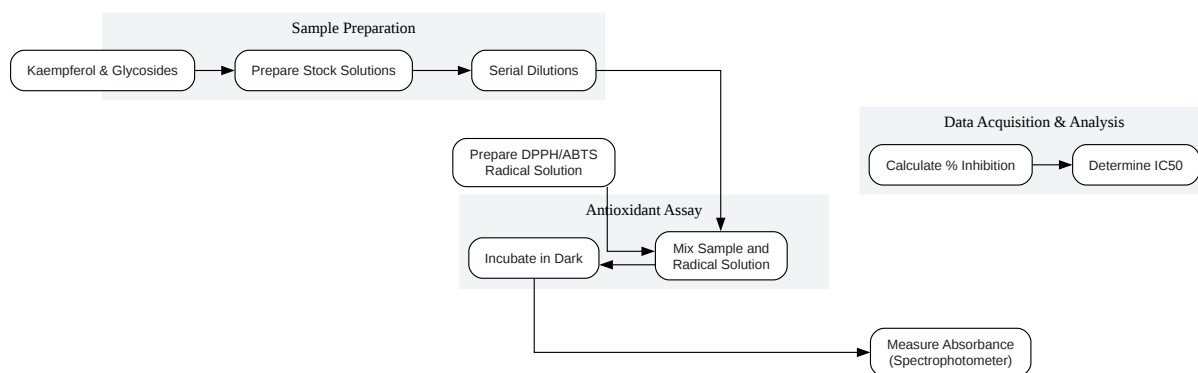 Sample Preparation
Kaempferol & Glycosides
Prepare Stock Solutions
Serial Dilutions
Data Acquisition & Analysis
Calculate % Inhibition
Determine IC50
Prepare DPPH/ABTS
Radical Solution
Antioxidant Assay
Incubate in Dark
Mix Sample and
Radical Solution
Measure Absorbance
(Spectrophotometer)